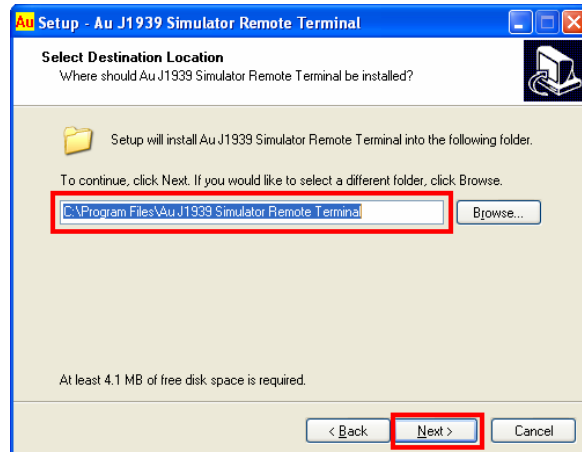 Au Setup - Au J1939 Simulator Remote Terminal
Select Destination Location
Where should Au J1939 Simulator Remote Terminal be installed?
Setup will install Au J1939 Simulator Remote Terminal into the following folder.
To continue, click Next. If you would like to select a different folder, click Browse.
C:\Program Files\Au J1939 Simulator Remote Terminal
Browse...
At least 4.1 MB of free disk space is required.
< Back
Next >
Cancel